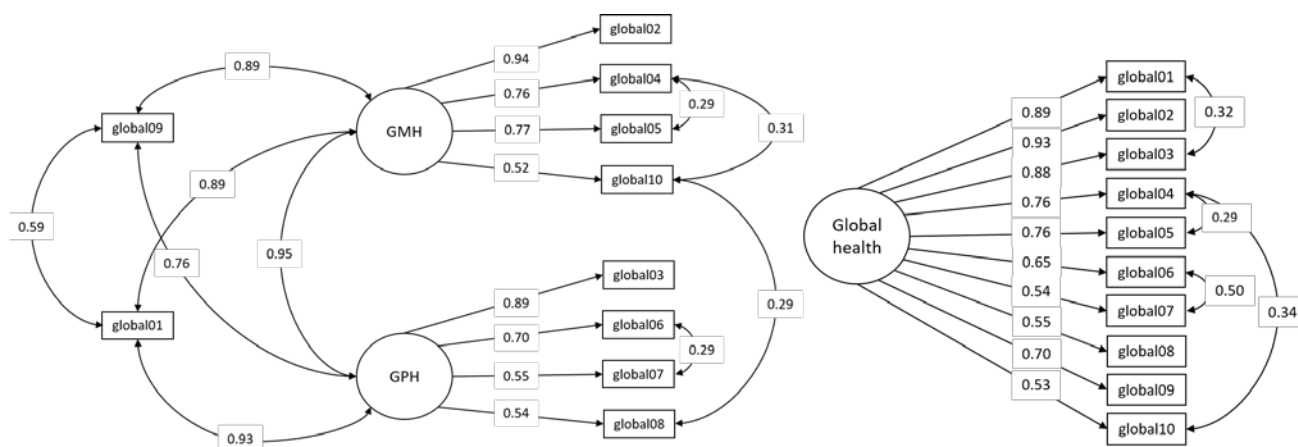 global02
0.89
0.94
global04
0.76
0.29
global09
GMH
0.77
global05
0.31
0.52
global10
0.89
0.59
0.76
0.95
global03
0.29
0.89
global01
global06
0.70
0.29
GPH
0.55
global07
0.54
global08
0.93
global01
0.89
0.32
global02
0.93
global03
0.88
0.76
global04
Global
health
0.29
0.76
global05
0.65
global06
0.54
0.50
global07
0.34
0.55
global08
0.70
global09
0.53
global10